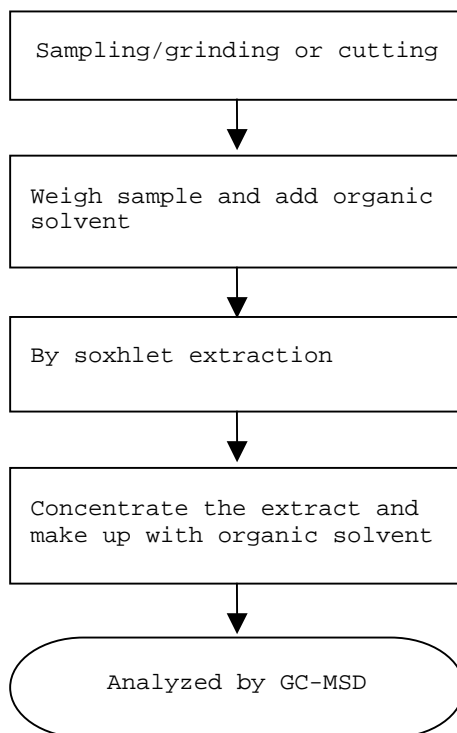 Sampling/grinding or cutting
Weigh sample and add organic
solvent
By soxhlet extraction
Concentrate the extract and
make up with organic solvent
Analyzed by GC-MSD